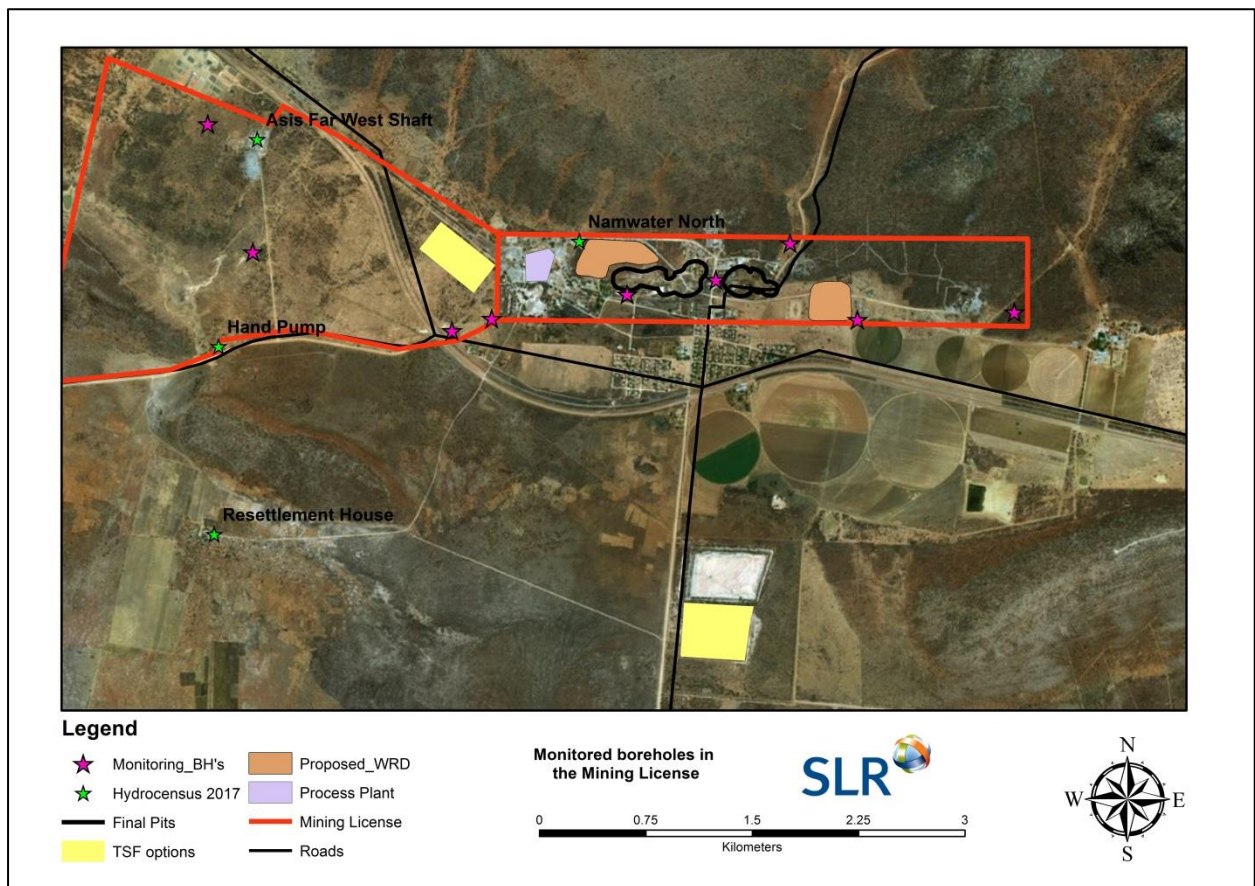 Asis Far West Shaft
Namwater North
Hand Pump
Resettlement House
Legend
Monitoring_BH's
Hydrocensus 2017
Final Pits
TSF options
Proposed_WRD
Process Plant
Mining License
Roads
Monitored boreholes in
the Mining License
SLR
0 0.75 1.5 2.25 3
Kilometers
N
W E
S